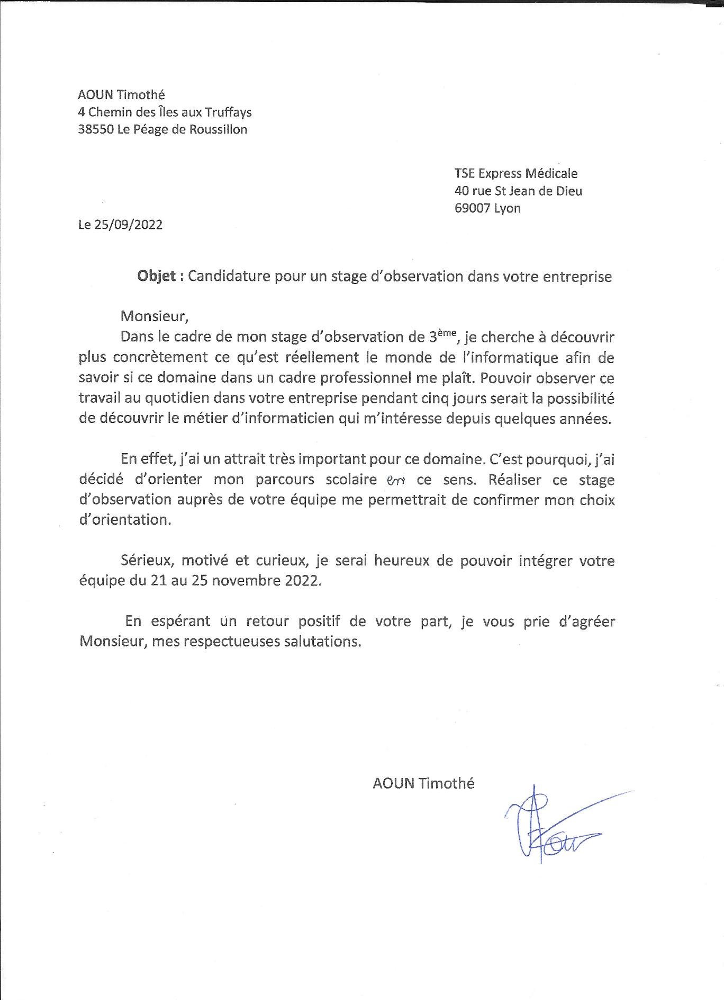 AOUN Timothé
4 Chemin des Îles aux Truffays
38550 Le Péage de Roussillon
TSE Express Médicale
40 rue St Jean de Dieu
69007 Lyon
Le 25/09/2022
Objet : Candidature pour un stage d’observation dans votre entreprise
Monsieur,
Dans le cadre de mon stage d’observation de 3ème, je cherche à découvrir
plus concrètement ce qu’est réellement le monde de l’informatique afin de
savoir si ce domaine dans un cadre professionnel me plaît. Pouvoir observer ce
travail au quotidien dans votre entreprise pendant cinq jours serait la possibilité
de découvrir le métier d’informaticien qui m’intéresse depuis quelques années.
En effet, j’ai un attrait très important pour ce domaine. C’est pourquoi, j’ai
décidé d’orienter mon parcours scolaire en ce sens. Réaliser ce stage
d’observation auprès de votre équipe me permettrait de confirmer mon choix
d’orientation.
Sérieux, motivé et curieux, je serai heureux de pouvoir intégrer votre
équipe du 21 au 25 novembre 2022.
En espérant un retour positif de votre part, je vous prie d’agréer
Monsieur, mes respectueuses salutations.
AOUN Timothé